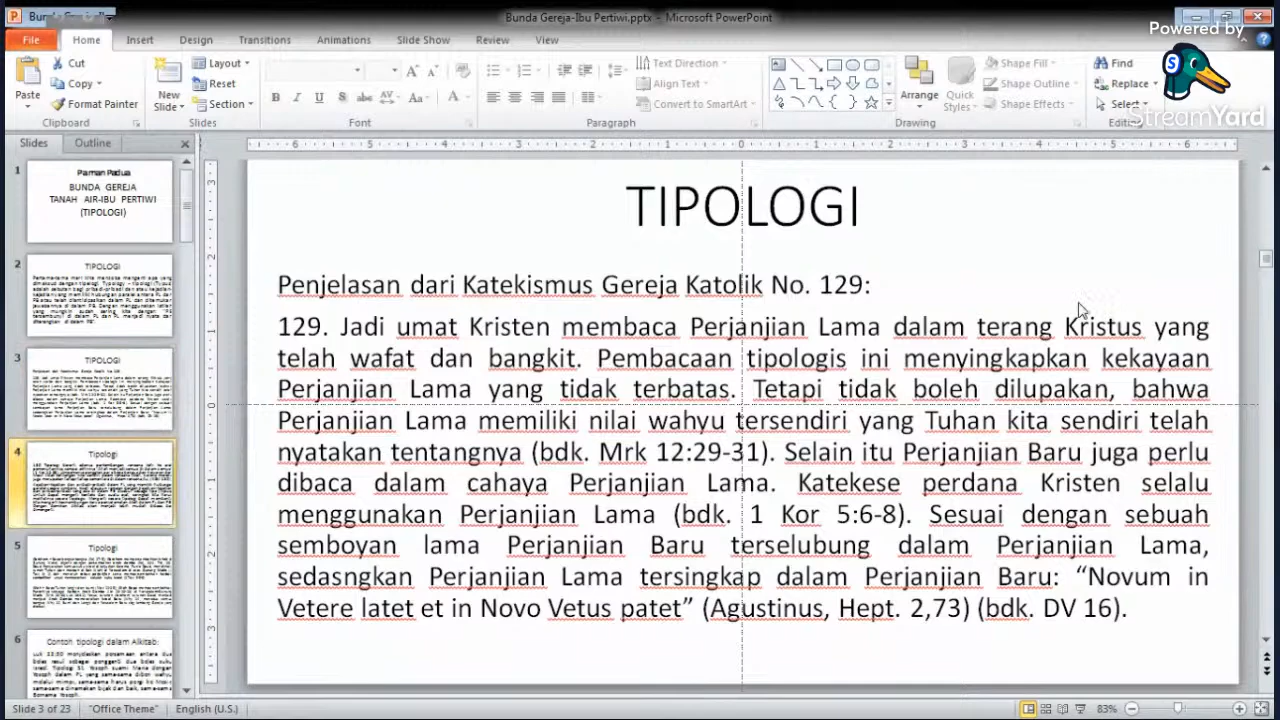 Bunda Gereja-Ibu Pertiwi.pptx - Microsoft PowerPoint
Powered by
StreamYard
File Home Insert Design Transitions Animations Slide Show Review View
Paste
Cut
Copy
Format Painter
Clipboard
New
Slide
Layout
Reset
Section
Slides
Font
Text Direction
Align Text
Convert to SmartArt
Paragraph
Arrange
Quick
Styles
Shape Fill
Shape Outline
Shape Effects
Drawing
Find
Replace
Select
Slides Outline
1
Paman Padua
BUNDA GEREJA
TANAH AIR-IBU PERTIWI
(TIPOLOGI)
2
TIPOLOGI
3
TIPOLOGI
4
Tipologi
5
Tipologi
6
Contoh tipologi dalam Alkitab:
TIPOLOGI
Penjelasan dari Katekismus Gereja Katolik No. 129:
129. Jadi umat Kristen membaca Perjanjian Lama dalam terang Kristus yang
telah wafat dan bangkit. Pembacaan tipologis ini menyingkapkan kekayaan
Perjanjian Lama yang tidak terbatas. Tetapi tidak boleh dilupakan, bahwa
Perjanjian Lama memiliki nilai wahyu tersendiri yang Tuhan kita sendiri telah
nyatakan tentangnya (bdk. Mrk 12:29-31). Selain itu Perjanjian Baru juga perlu
dibaca dalam cahaya Perjanjian Lama. Katekese perdana Kristen selalu
menggunakan Perjanjian Lama (bdk. 1 Kor 5:6-8). Sesuai dengan sebuah
semboyan lama Perjanjian Baru terselubung dalam Perjanjian Lama,
sedasngkan Perjanjian Lama tersingkap dalam Perjanjian Baru: “Novum in
Vetere latet et in Novo Vetus patet” (Agustinus, Hept. 2,73) (bdk. DV 16).
Slide 3 of 23 "Office Theme" English (U.S.) 83%